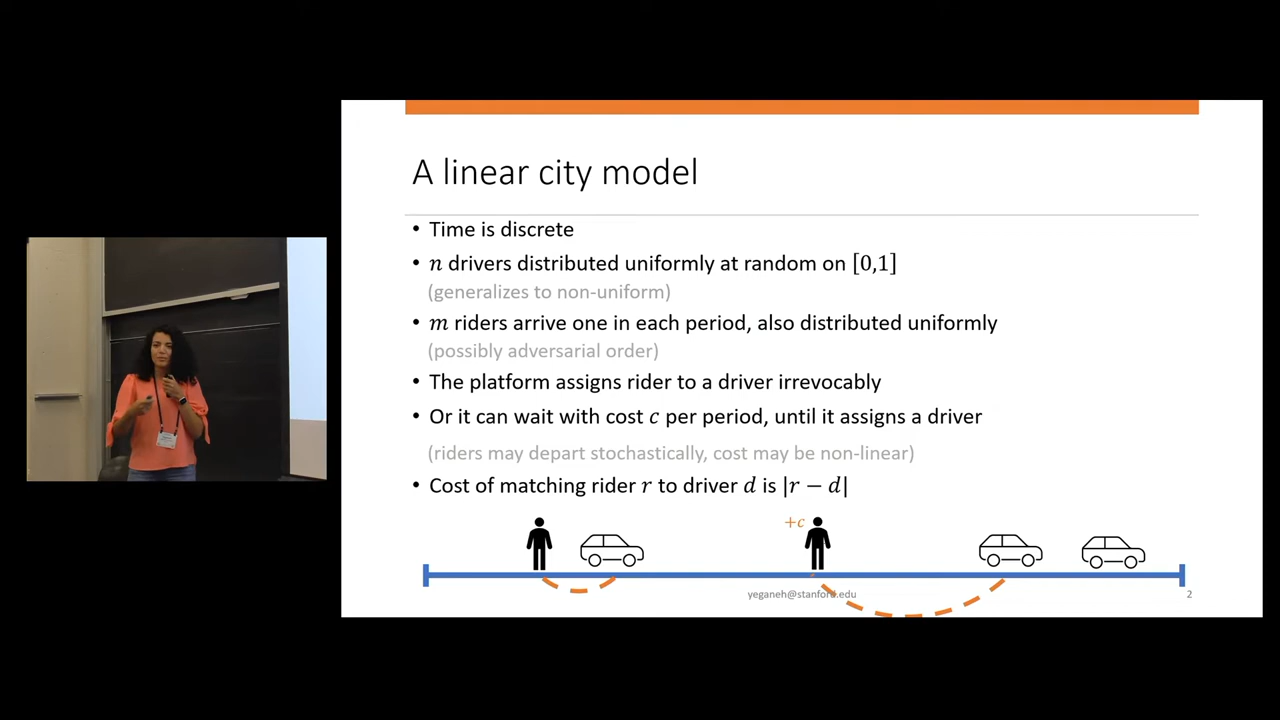 A linear city model
• Time is discrete
• n drivers distributed uniformly at random on [0,1]
(generalizes to non-uniform)
• m riders arrive one in each period, also distributed uniformly
(possibly adversarial order)
• The platform assigns rider to a driver irrevocably
• Or it can wait with cost c per period, until it assigns a driver
(riders may depart stochastically, cost may be non-linear)
• Cost of matching rider r to driver d is |r − d|
+c
yeganeh@stanford.edu
2